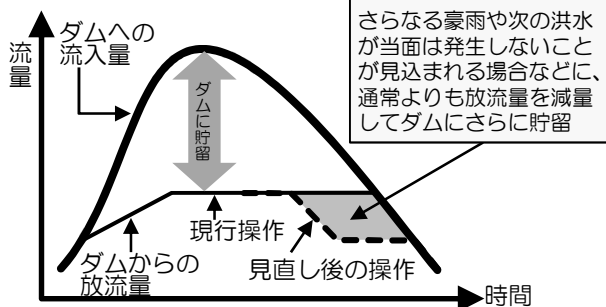 流量
ダムへの
流入量
ダムに貯留
さらなる豪雨や次の洪水
が当面は発生しないこと
が見込まれる場合などに、
通常よりも放流量を減量
してダムにさらに貯留
現行操作
ダムからの
放流量
見直し後の操作
時間